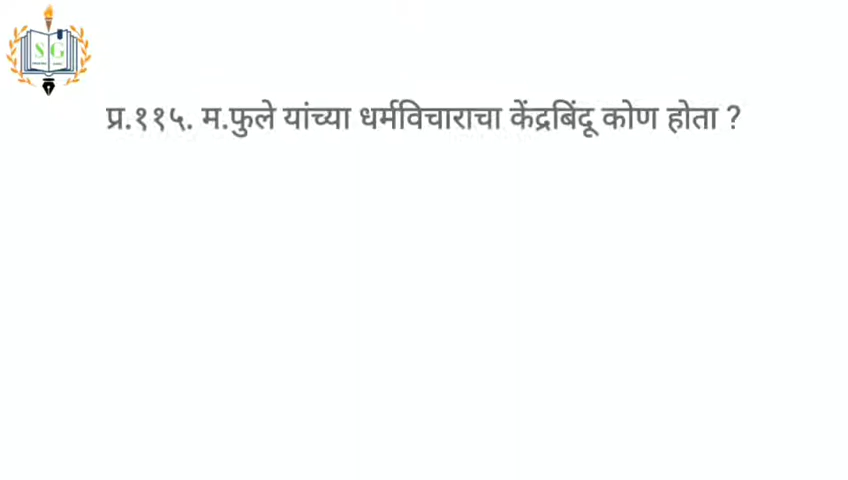 S G
प्र.११५. म.फुले यांच्या धर्मविचाराचा केंद्रबिंदू कोण होता ?